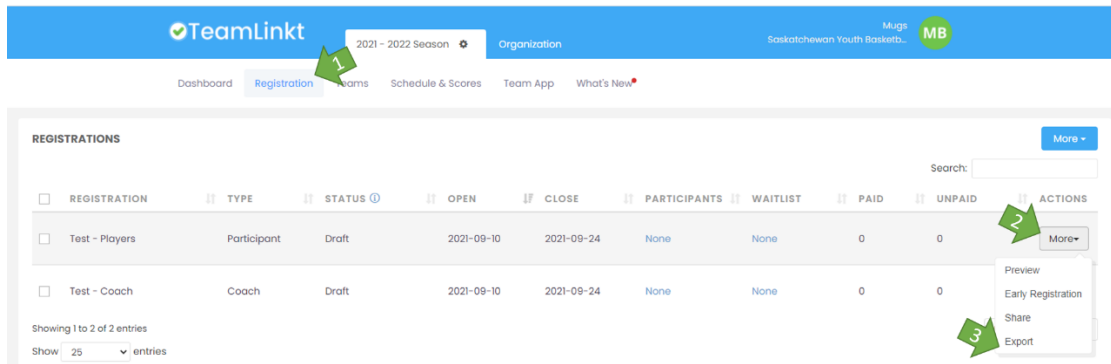 TeamLinkt
2021 - 2022 Season
Organization
Mugs
Saskatchewan Youth Basketb...
MB
1
Dashboard Registration Teams Schedule & Scores Team App What's New
REGISTRATIONS
More
Search:
REGISTRATION TYPE STATUS OPEN CLOSE PARTICIPANTS WAITLIST PAID UNPAID ACTIONS
2
Test - Players Participant Draft 2021-09-10 2021-09-24 None None 0 0 More
Preview
Test - Coach Coach Draft 2021-09-10 2021-09-24 None None 0 0
Early Registration
Share
Showing 1 to 2 of 2 entries
3
Export
Show 25 entries